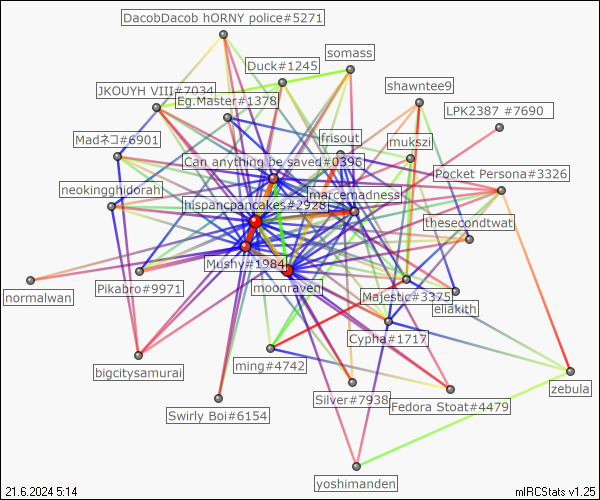 DacobDacob hORNY police#5271
somass
Duck#1245
shawntee9
JKOUYH VIII#7034
Eg.Master#1378
LPK2387 #7690
Madネコ#6901
frisout
mukszi
Can anything be saved#0396
Pocket Persona#3326
neokingghidorah
marcemadness
hispancpancakes#2928
thesecondtwat
Mushy#1984
moonraven
Pikabro#9971
Majestic#3375
normalwan
eliakith
Cypha#1717
bigcitysamurai
ming#4742
zebula
Silver#7938
Fedora Stoat#4479
Swirly Boi#6154
yoshimanden
21.6.2024 5:14
mIRCStats v1.25